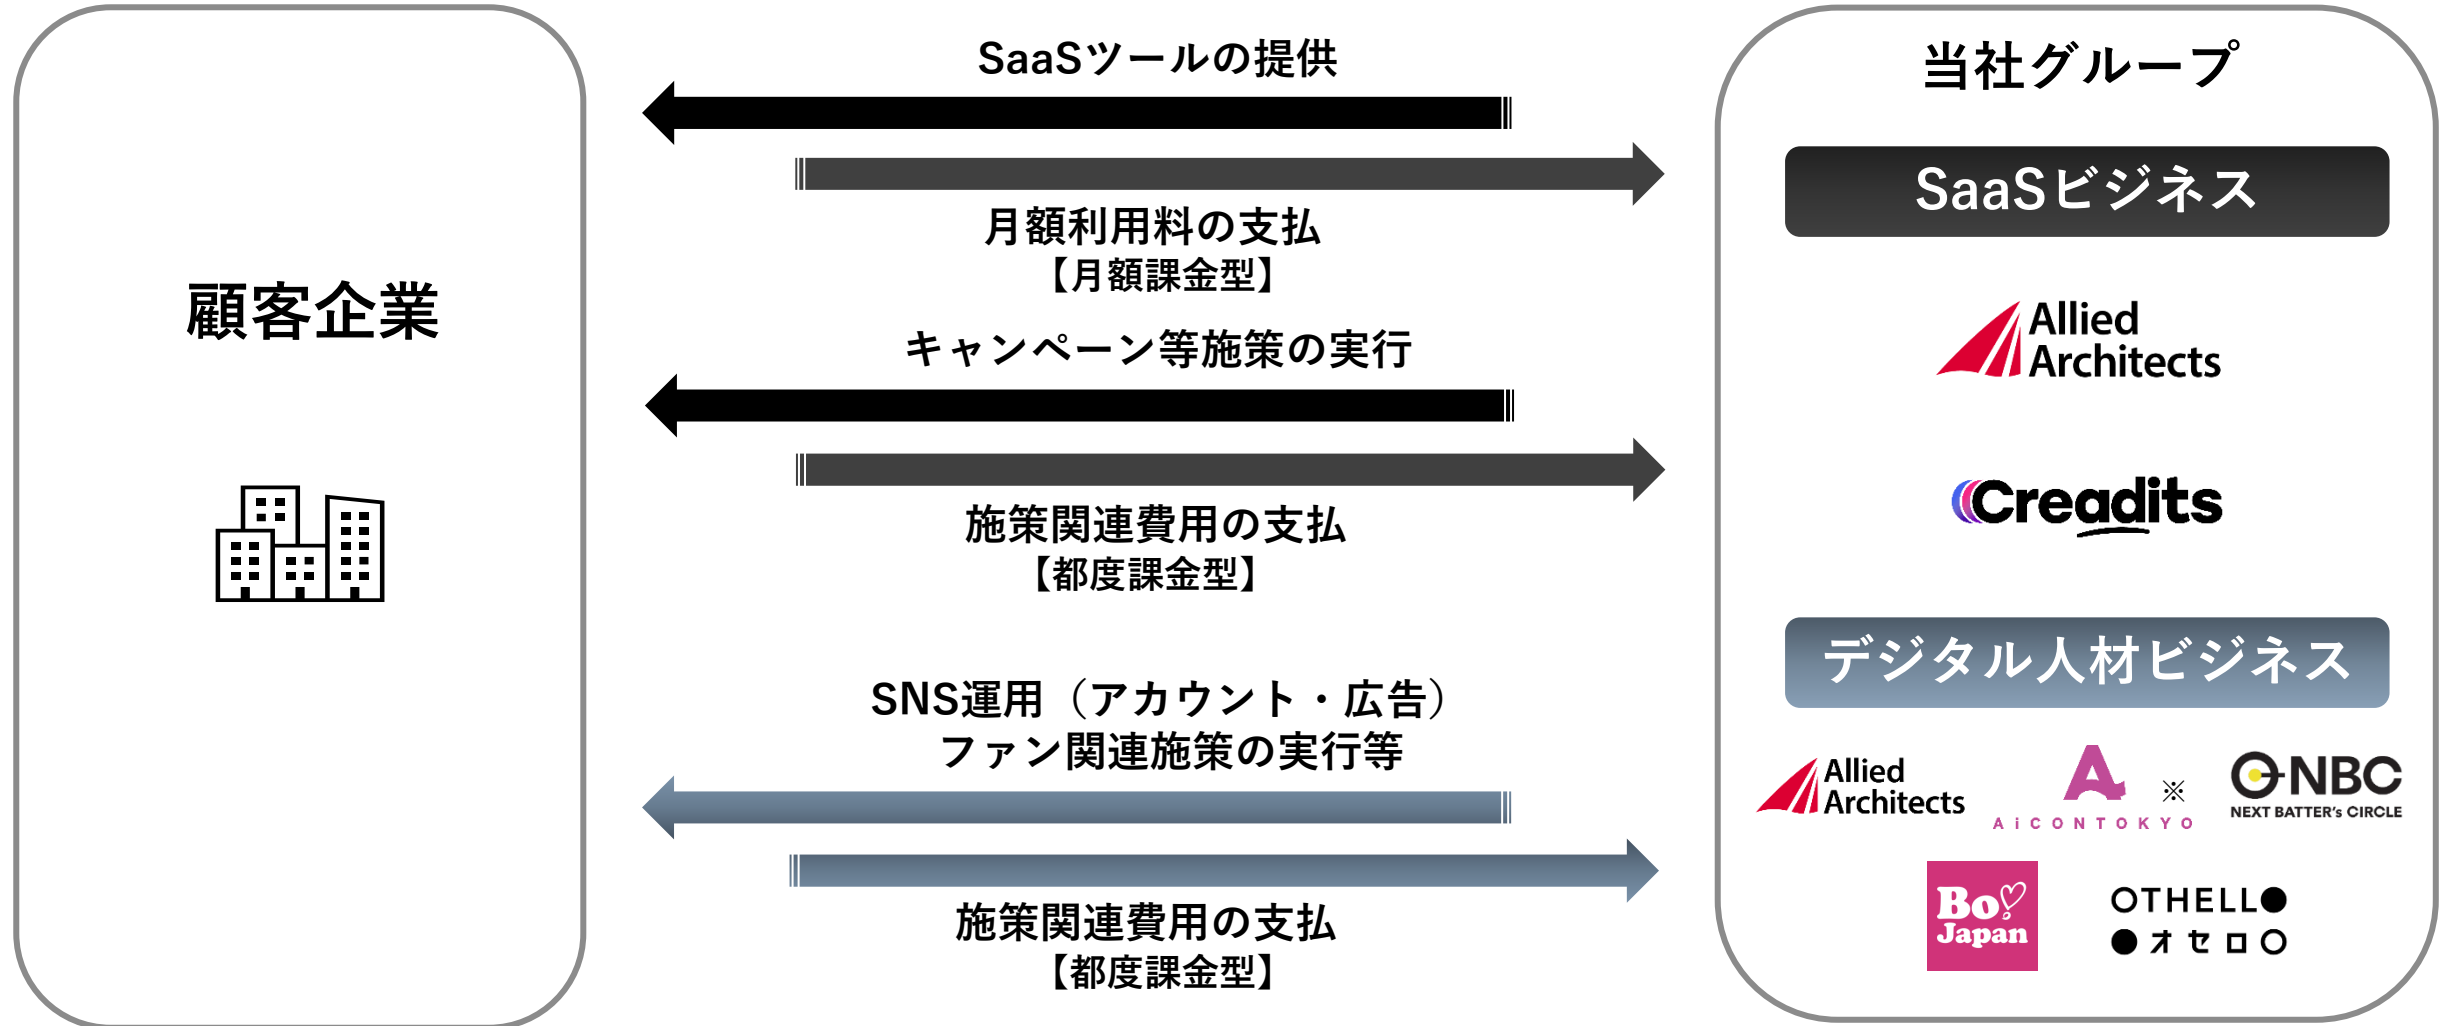 顧客企業
SaaSツールの提供
月額利用料の支払
【月額課金型】
キャンペーン等施策の実行
施策関連費用の支払
【都度課金型】
SNS運用（アカウント・広告）
ファン関連施策の実行等
施策関連費用の支払
【都度課金型】
当社グループ
SaaSビジネス
Allied
Architects
Creadits
デジタル人材ビジネス
Allied
Architects
A ※
AiCONTOKYO
NBC
NEXT BATTER's CIRCLE
Bo
Japan
OTHELLO
オセロ